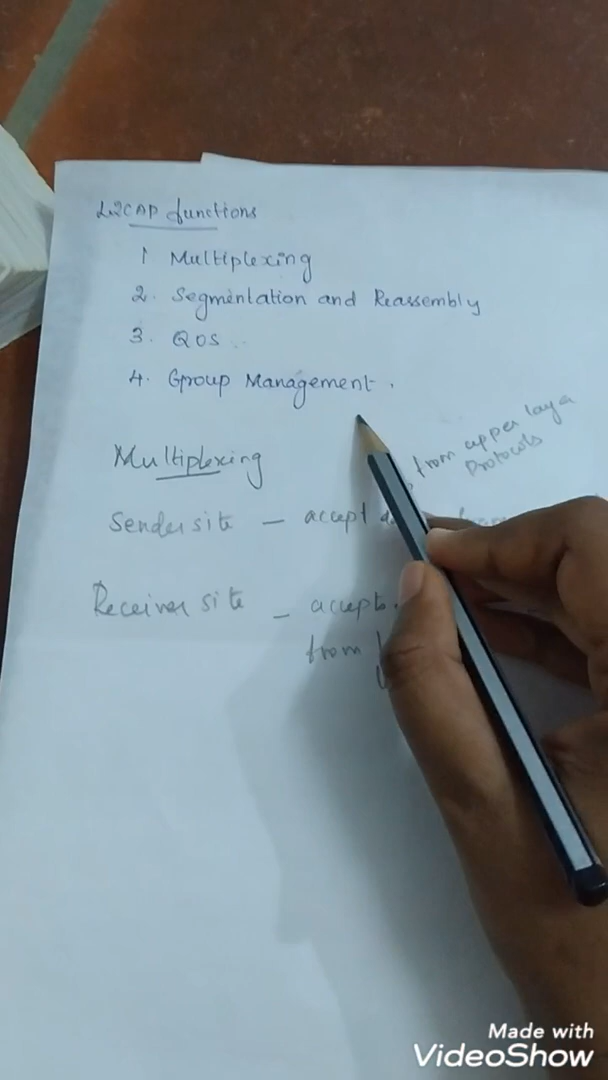 L2CAP functions
1 Multiplexing
2. Segmentation and Reassembly
3. QOS
4. Group Management.
Multiplexing
from upper layer
Protocols
Sender site - accept
Receiver site - accepts
from
Made with
VideoShow